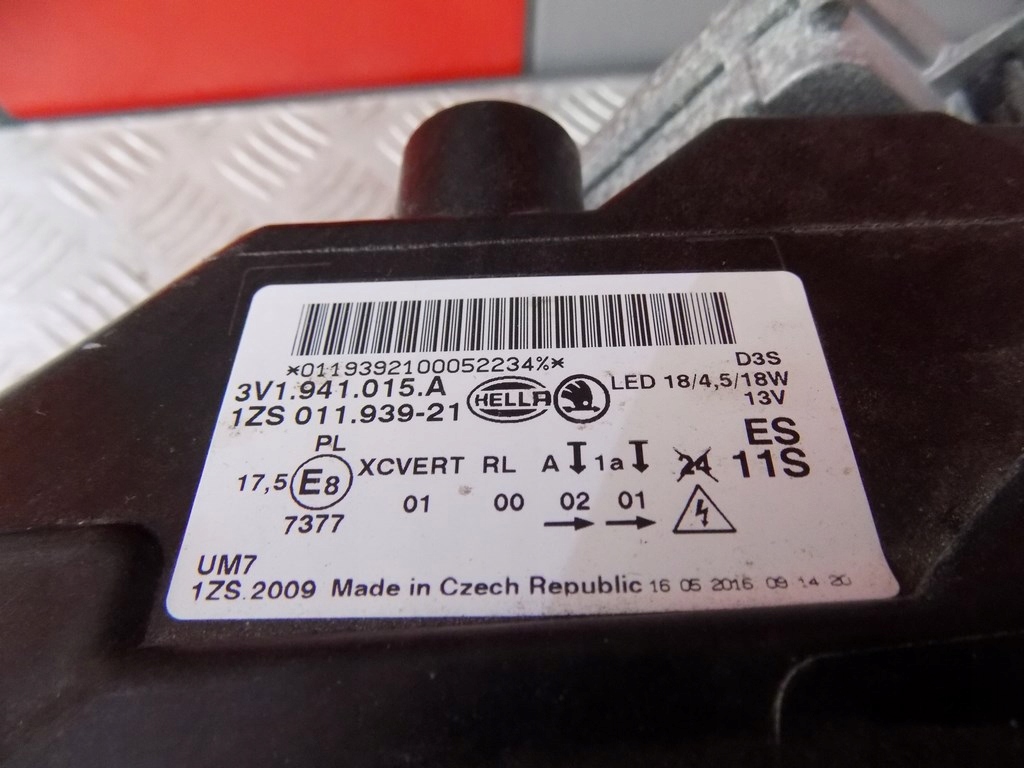 *0119392100052234%*
3V1.941.015.A
1ZS 011.939-21
HELLA
D3S
LED 18/4,5/18W
13V
ES
11S
PL
17,5 E8
7377
XCVERT RL A 1a 24
01 00 02 01
UM7
1ZS.2009 Made in Czech Republic 16 05 2016 09 14 20